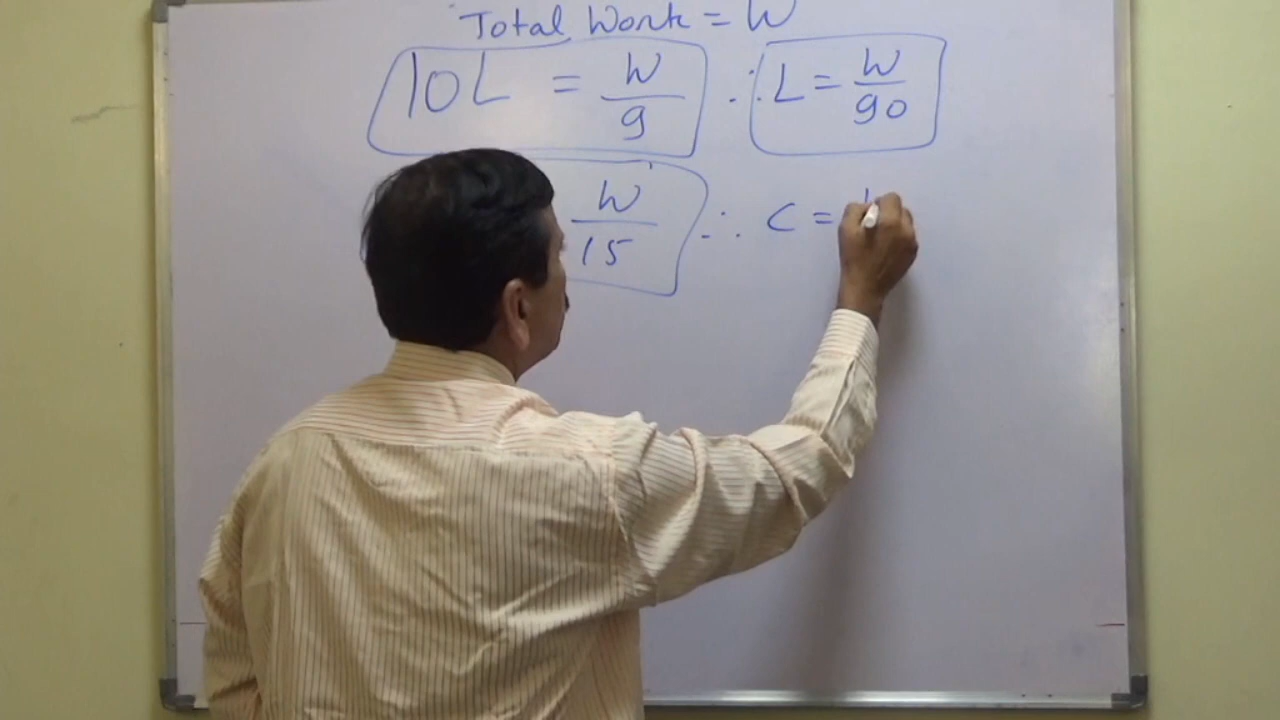 Total Work = W
10L = W/9 ∴ L = W/90
W/15 ∴ C =